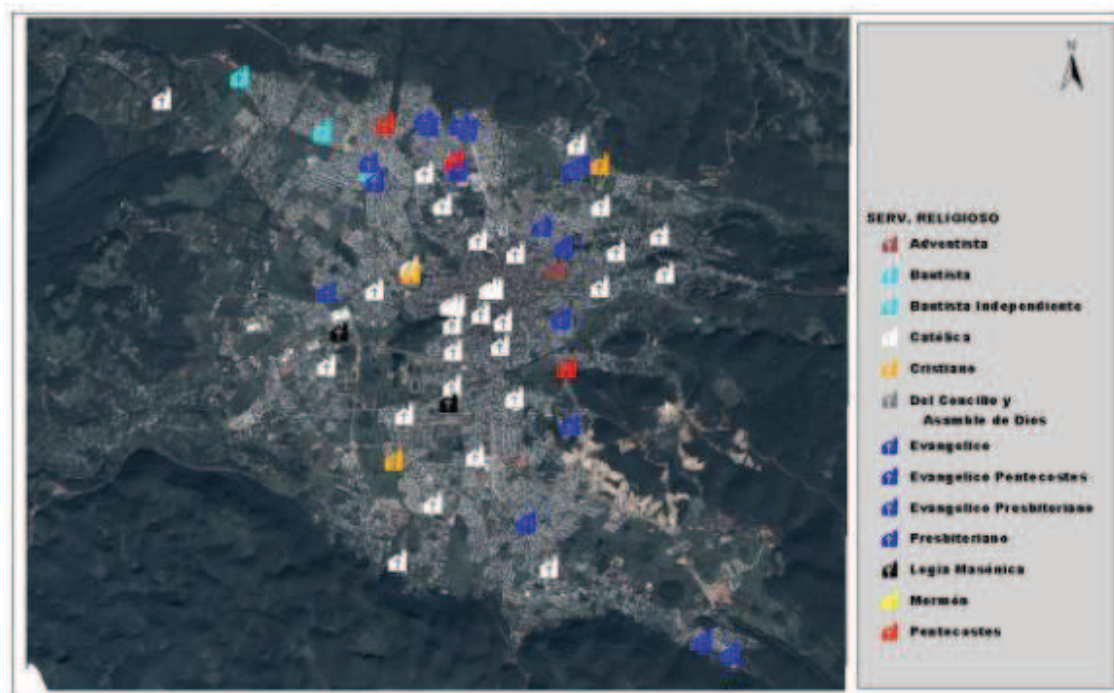 N
SERV. RELIGIOSO
Adventista
Bautista
Bautista Independiente
Católica
Cristiano
Del Concilio y
Asamble de Dios
Evangelico
Evangelico Pentecostes
Evangelico Presbiteriano
Presbiteriano
Logia Masónica
Mormón
Pentecostes